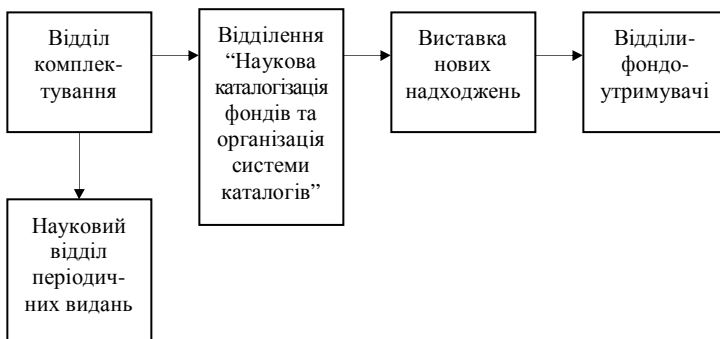 Відділ
комплек-
тування
Відділення
“Наукова
каталогізація
фондів та
організація
системи
каталогів”
Виставка
нових
надходжень
Відділи-
фондо-
утримувачі
Науковий
відділ
періодич-
них видань